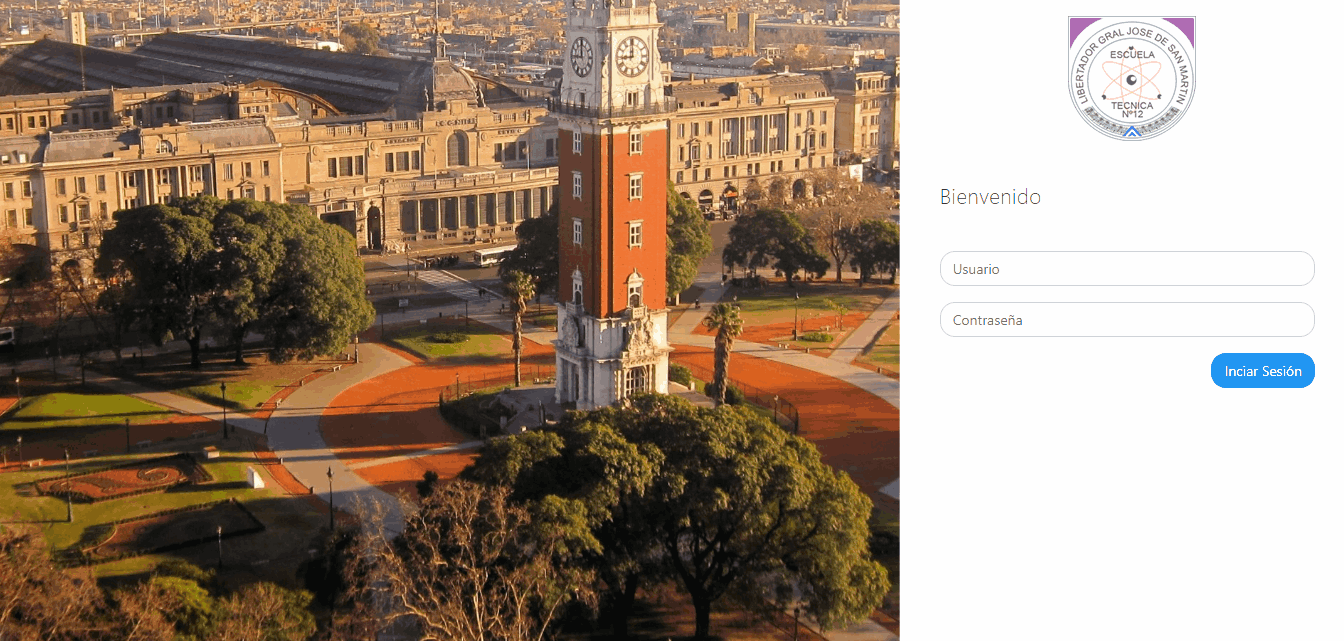 LIBERTADOR GRAL JOSE DE SAN MARTIN
ESCUELA
TECNICA
Nº12
Bienvenido
Usuario
Contraseña
Inciar Sesión